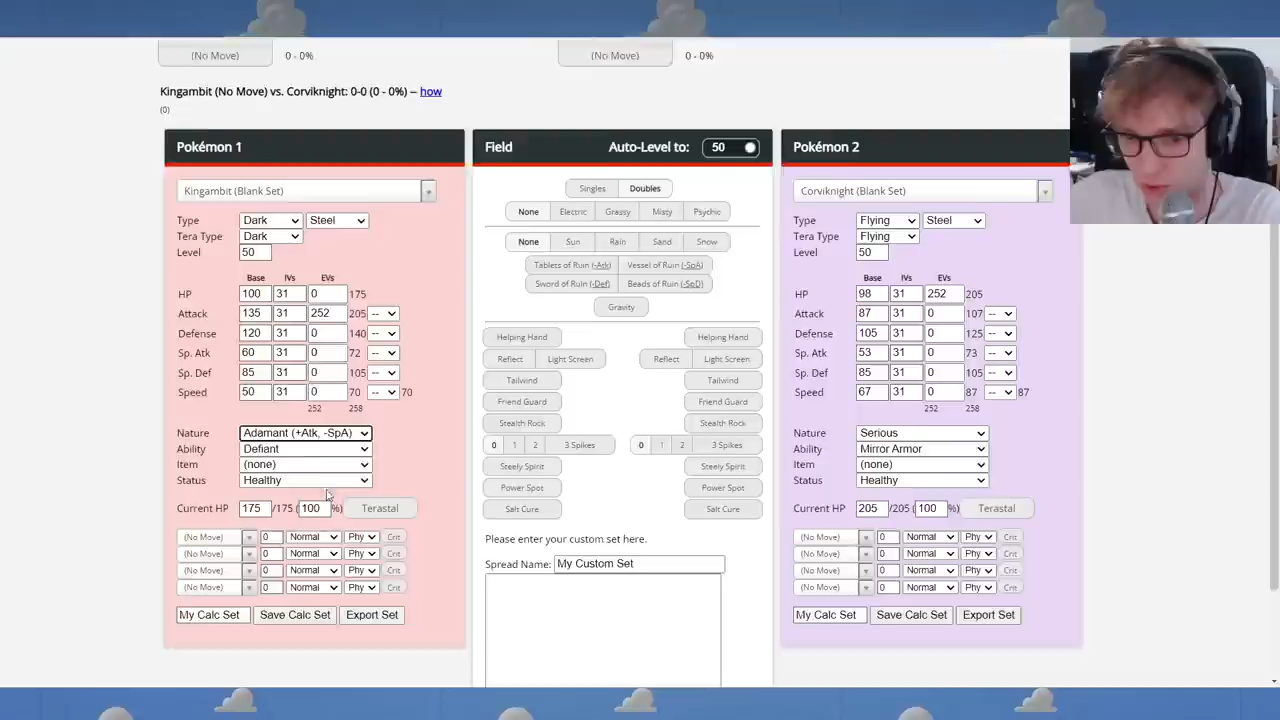 (No Move) 0 - 0% (No Move) 0 - 0%
Kingambit (No Move) vs. Corviknight: 0-0 (0 - 0%) -- how
(0)
Pokémon 1
Kingambit (Blank Set)
Type Dark Steel
Tera Type Dark
Level 50
Base IVs EVs
HP 100 31 0 175
Attack 135 31 252 205 --
Defense 120 31 0 140 --
Sp. Atk 60 31 0 72 --
Sp. Def 85 31 0 105 --
Speed 50 31 0 70 -- 70
252 258
Nature Adamant (+Atk, -SpA)
Ability Defiant
Item (none)
Status Healthy
Current HP 175 /175 ( 100 %) Terastal
(No Move) 0 Normal Phy Crit
(No Move) 0 Normal Phy Crit
(No Move) 0 Normal Phy Crit
(No Move) 0 Normal Phy Crit
My Calc Set Save Calc Set Export Set
Field Auto-Level to: 50
Singles Doubles
None Electric Grassy Misty Psychic
None Sun Rain Sand Snow
Tablets of Ruin (-Atk) Vessel of Ruin (-SpA)
Sword of Ruin (-Def) Beads of Ruin (-SpD)
Gravity
Helping Hand Helping Hand
Reflect Light Screen Reflect Light Screen
Tailwind Tailwind
Friend Guard Friend Guard
Stealth Rock Stealth Rock
0 1 2 3 Spikes 0 1 2 3 Spikes
Steely Spirit Steely Spirit
Power Spot Power Spot
Salt Cure Salt Cure
Please enter your custom set here.
Spread Name: My Custom Set
Pokémon 2
Corviknight (Blank Set)
Type Flying Steel
Tera Type Flying
Level 50
Base IVs EVs
HP 98 31 252 205
Attack 87 31 0 107 --
Defense 105 31 0 125 --
Sp. Atk 53 31 0 73 --
Sp. Def 85 31 0 105 --
Speed 67 31 0 87 -- 87
252 258
Nature Serious
Ability Mirror Armor
Item (none)
Status Healthy
Current HP 205 /205 ( 100 %) Terastal
(No Move) 0 Normal Phy Crit
(No Move) 0 Normal Phy Crit
(No Move) 0 Normal Phy Crit
(No Move) 0 Normal Phy Crit
My Calc Set Save Calc Set Export Set